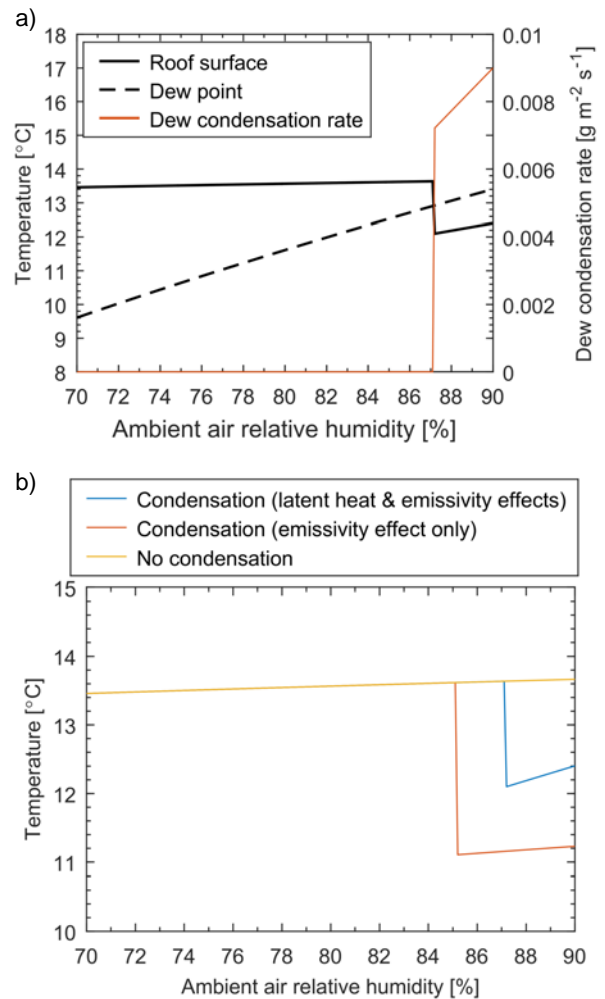 a)
Roof surface
Dew point
Dew condensation rate
18
17
16
15
14
13
12
11
10
9
8
Temperature [°C]
0.01
0.008
0.006
0.004
0.002
0
Dew condensation rate [g m⁻² s⁻¹]
70 72 74 76 78 80 82 84 86 88 90
Ambient air relative humidity [%]
b)
Condensation (latent heat & emissivity effects)
Condensation (emissivity effect only)
No condensation
15
14
13
12
11
10
Temperature [°C]
70 72 74 76 78 80 82 84 86 88 90
Ambient air relative humidity [%]